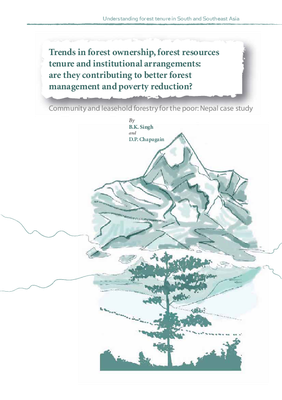 Understanding forest tenure in South and Southeast Asia
Trends in forest ownership, forest resources
tenure and institutional arrangements:
are they contributing to better forest
management and poverty reduction?
Community and leasehold forestry for the poor: Nepal case study
By
B.K. Singh
and
D.P. Chapagain